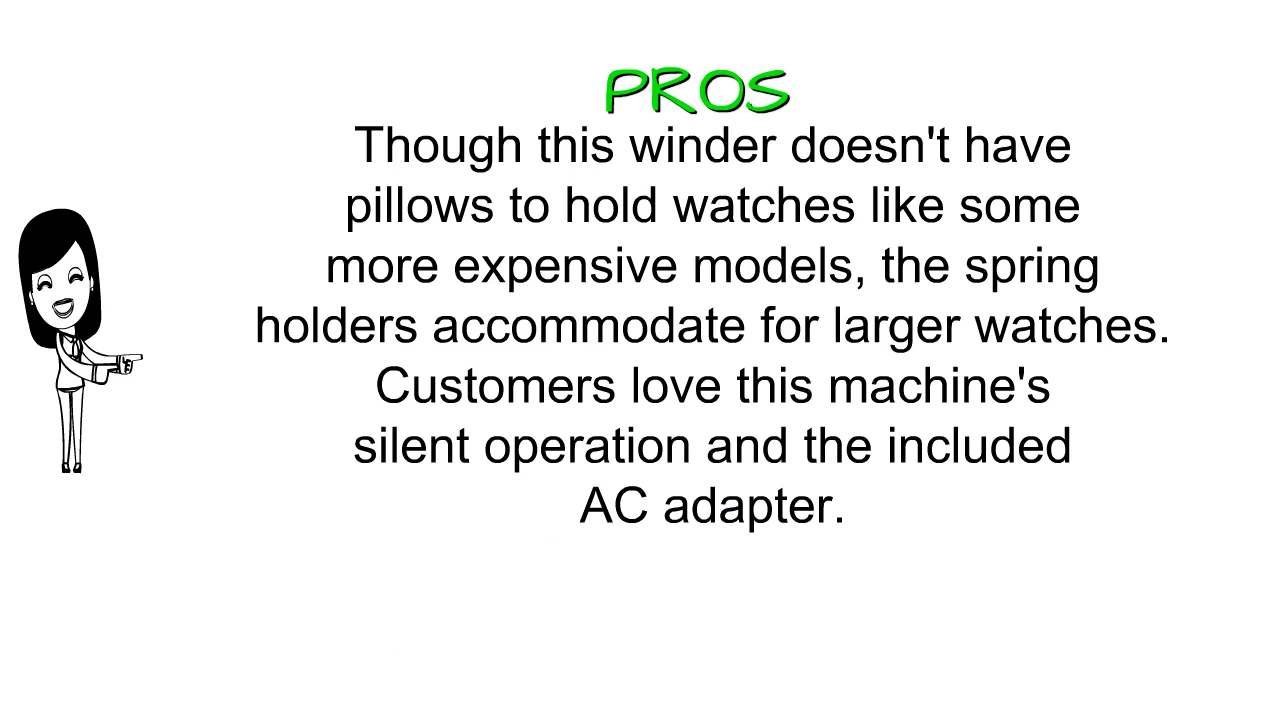 PROS
Though this winder doesn't have
pillows to hold watches like some
more expensive models, the spring
holders accommodate for larger watches.
Customers love this machine's
silent operation and the included
AC adapter.